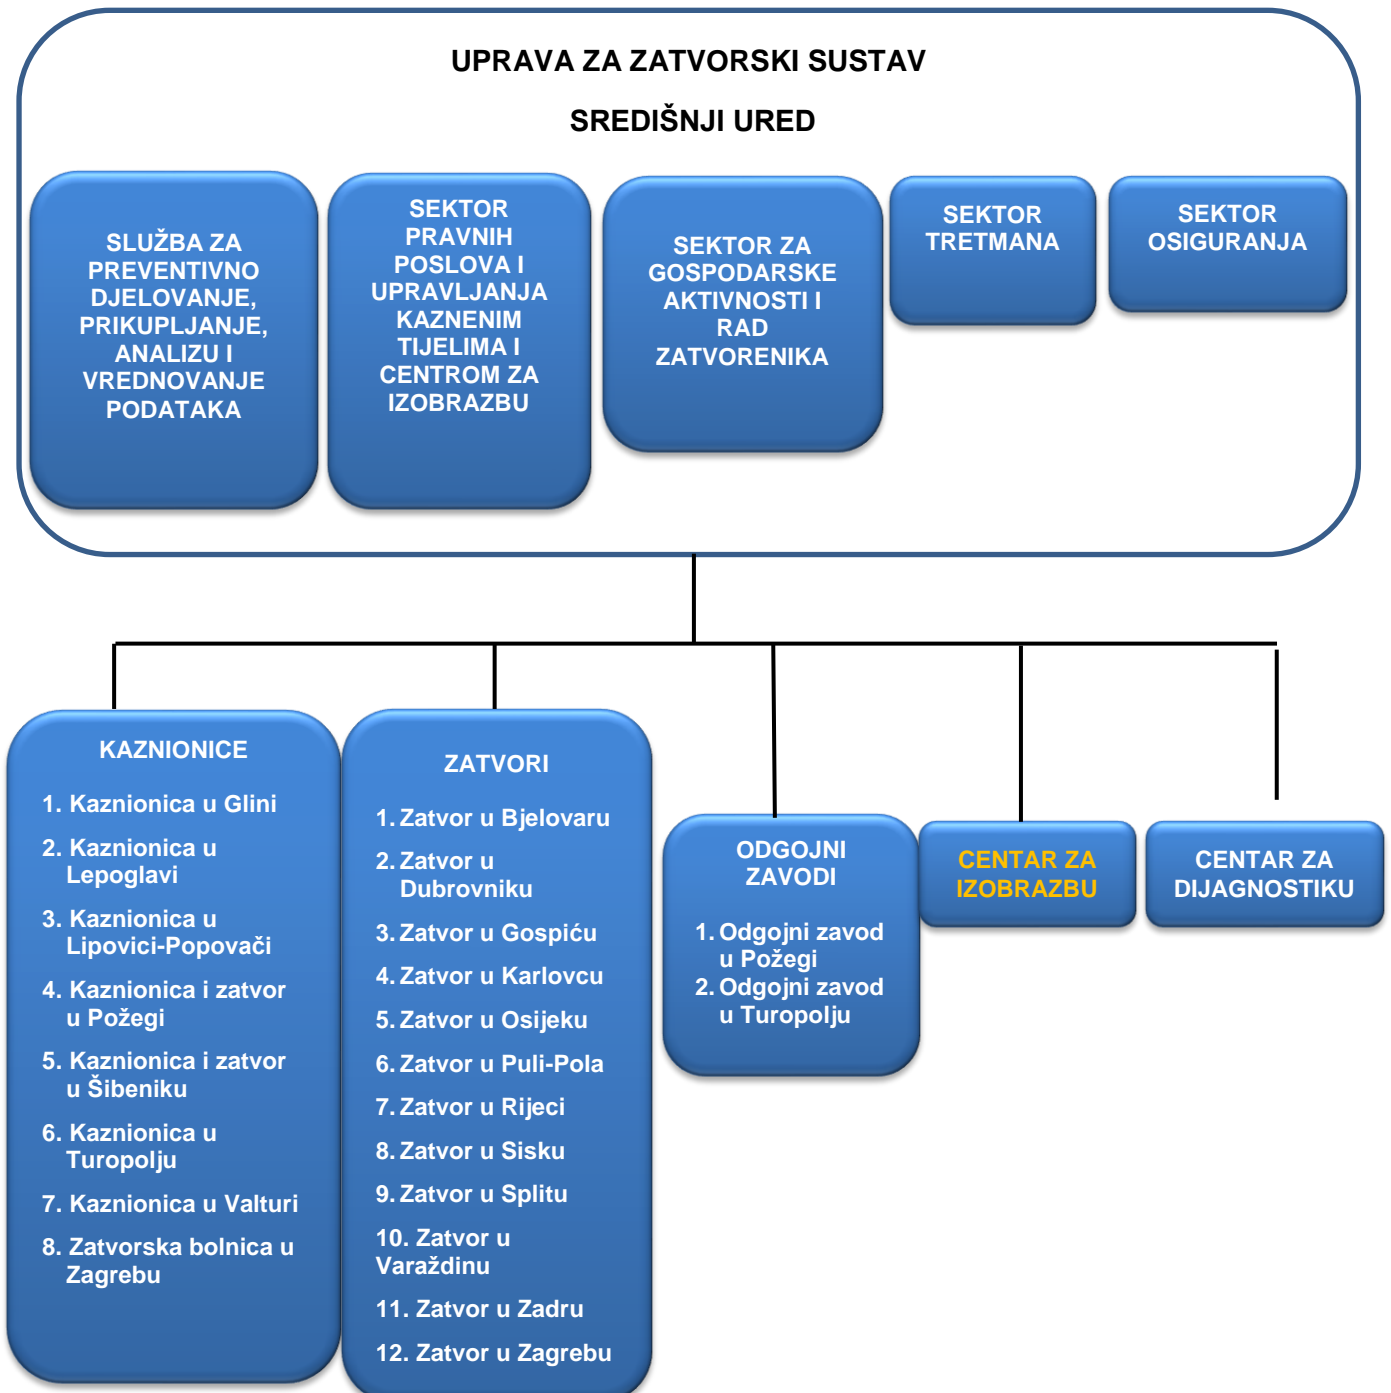 UPRAVA ZA ZATVORSKI SUSTAV
SREDIŠNJI URED
SLUŽBA ZA
PREVENTIVNO
DJELOVANJE,
PRIKUPLJANJE,
ANALIZU I
VREDNOVANJE
PODATAKA
SEKTOR
PRAVNIH
POSLOVA I
UPRAVLJANJA
KAZNENIM
TIJELIMA I
CENTROM ZA
IZOBRAZBU
SEKTOR ZA
GOSPODARSKE
AKTIVNOSTI I
RAD
ZATVORENIKA
SEKTOR
TRETMANA
SEKTOR
OSIGURANJA
KAZNIONICE
1. Kaznionica u Glini
2. Kaznionica u
Lepoglavi
3. Kaznionica u
Lipovici-Popovači
4. Kaznionica i zatvor
u Požegi
5. Kaznionica i zatvor
u Šibeniku
6. Kaznionica u
Turopolju
7. Kaznionica u Valturi
8. Zatvorska bolnica u
Zagrebu
ZATVORI
1. Zatvor u Bjelovaru
2. Zatvor u
Dubrovniku
3. Zatvor u Gospiću
4. Zatvor u Karlovcu
5. Zatvor u Osijeku
6. Zatvor u Puli-Pola
7. Zatvor u Rijeci
8. Zatvor u Sisku
9. Zatvor u Splitu
10. Zatvor u
Varaždinu
11. Zatvor u Zadru
12. Zatvor u Zagrebu
ODGOJNI
ZAVODI
1. Odgojni zavod
u Požegi
2. Odgojni zavod
u Turopolju
CENTAR ZA
IZOBRAZBU
CENTAR ZA
DIJAGNOSTIKU